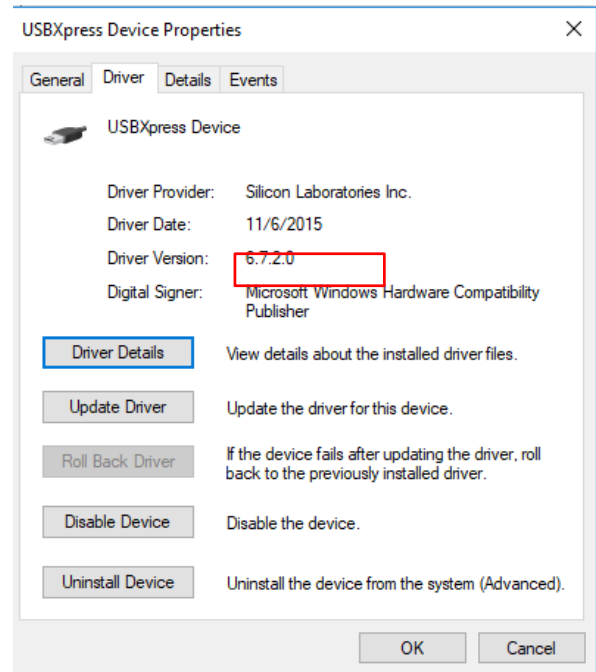 USBXpress Device Properties
General Driver Details Events
USBXpress Device
Driver Provider: Silicon Laboratories Inc.
Driver Date: 11/6/2015
Driver Version: 6.7.2.0
Digital Signer: Microsoft Windows Hardware Compatibility
Publisher
Driver Details View details about the installed driver files.
Update Driver Update the driver for this device.
Roll Back Driver If the device fails after updating the driver, roll
back to the previously installed driver.
Disable Device Disable the device.
Uninstall Device Uninstall the device from the system (Advanced).
OK Cancel